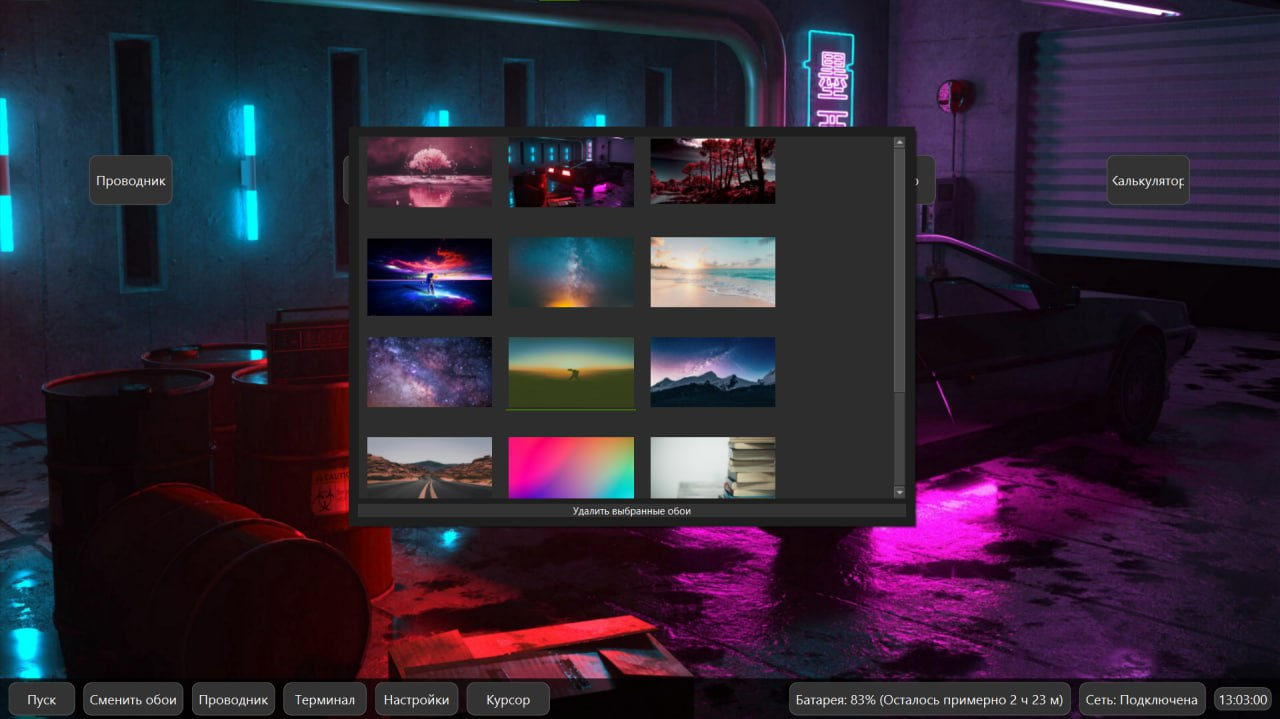 Проводник
Калькулятор
CAUTI
Удалить выбранные обои
Пуск
Сменить обои
Проводник
Терминал
Настройки
Курсор
Батарея: 83% (Осталось примерно 2 ч 23 м)
Сеть: Подключена
13:03:00